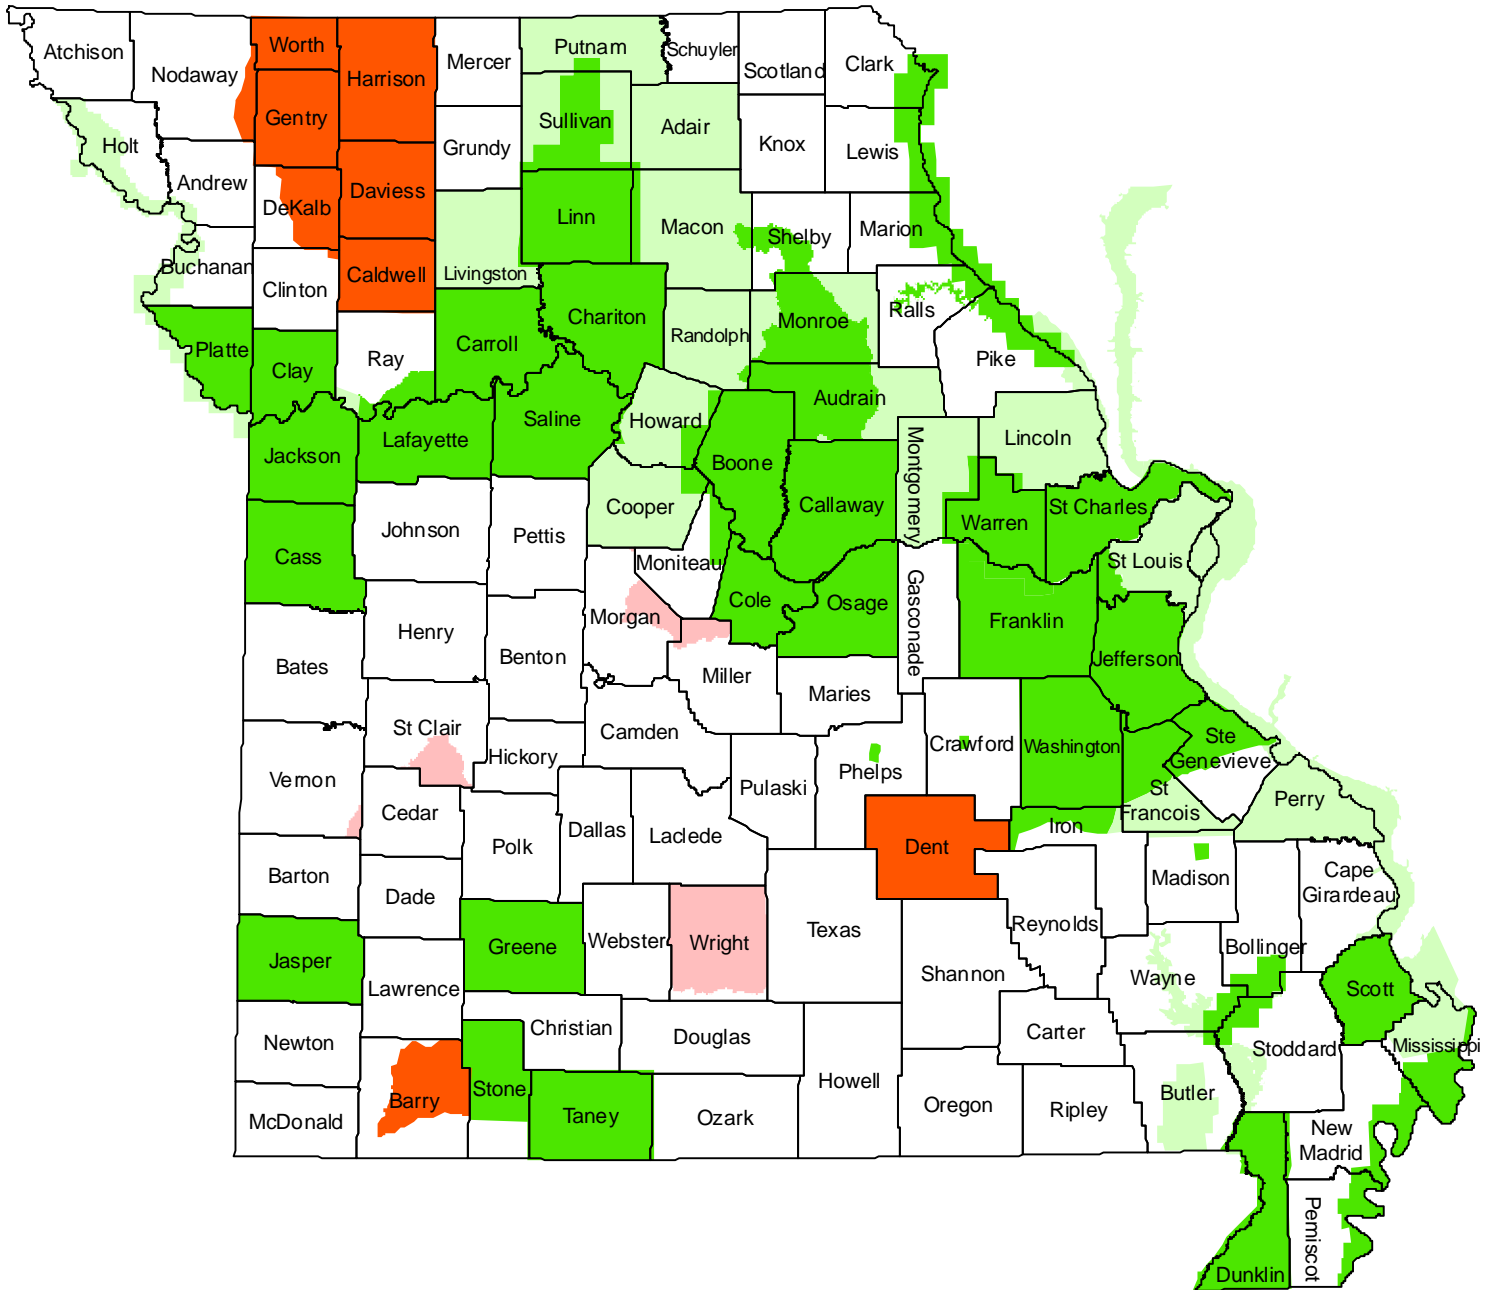 Atchison
Nodaway
Worth
Harrison
Mercer
Putnam
Schuyler
Scotland
Clark
Holt
Gentry
Grundy
Sullivan
Adair
Knox
Lewis
Andrew
DeKalb
Daviess
Linn
Macon
Shelby
Marion
Buchanan
Clinton
Caldwell
Livingston
Chariton
Randolph
Monroe
Ralls
Pike
Platte
Clay
Ray
Carroll
Saline
Howard
Audrain
Lincoln
Jackson
Lafayette
Boone
Callaway
Montgomery
Warren
St Charles
Cooper
Cass
Johnson
Pettis
Moniteau
St Louis
Morgan
Cole
Osage
Gasconade
Franklin
Jefferson
Bates
Henry
Benton
Miller
Maries
St Clair
Hickory
Camden
Pulaski
Phelps
Crawford
Washington
Ste
Genevieve
St
Francois
Perry
Vernon
Cedar
Polk
Dallas
Laclede
Dent
Iron
Madison
Cape
Girardeau
Barton
Dade
Greene
Webster
Wright
Texas
Reynolds
Bollinger
Jasper
Lawrence
Shannon
Wayne
Scott
Newton
Christian
Douglas
Carter
Stoddard
Mississippi
McDonald
Barry
Stone
Taney
Ozark
Howell
Oregon
Ripley
Butler
New
Madrid
Pemiscot
Dunklin